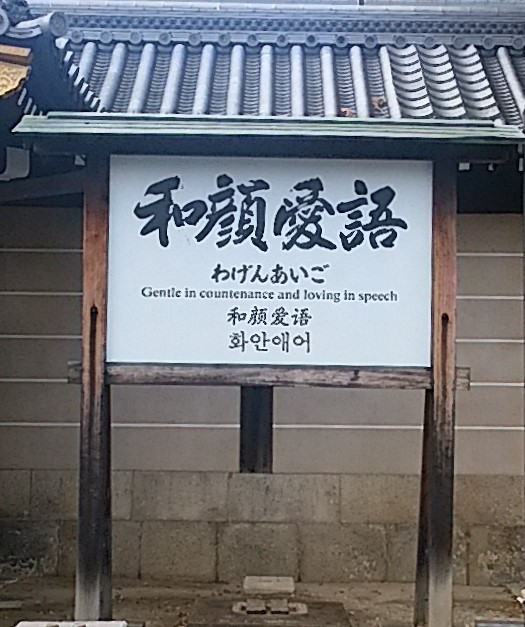 和顔愛語
わげんあいご
Gentle in countenance and loving in speech
和颜爱语
화안애어